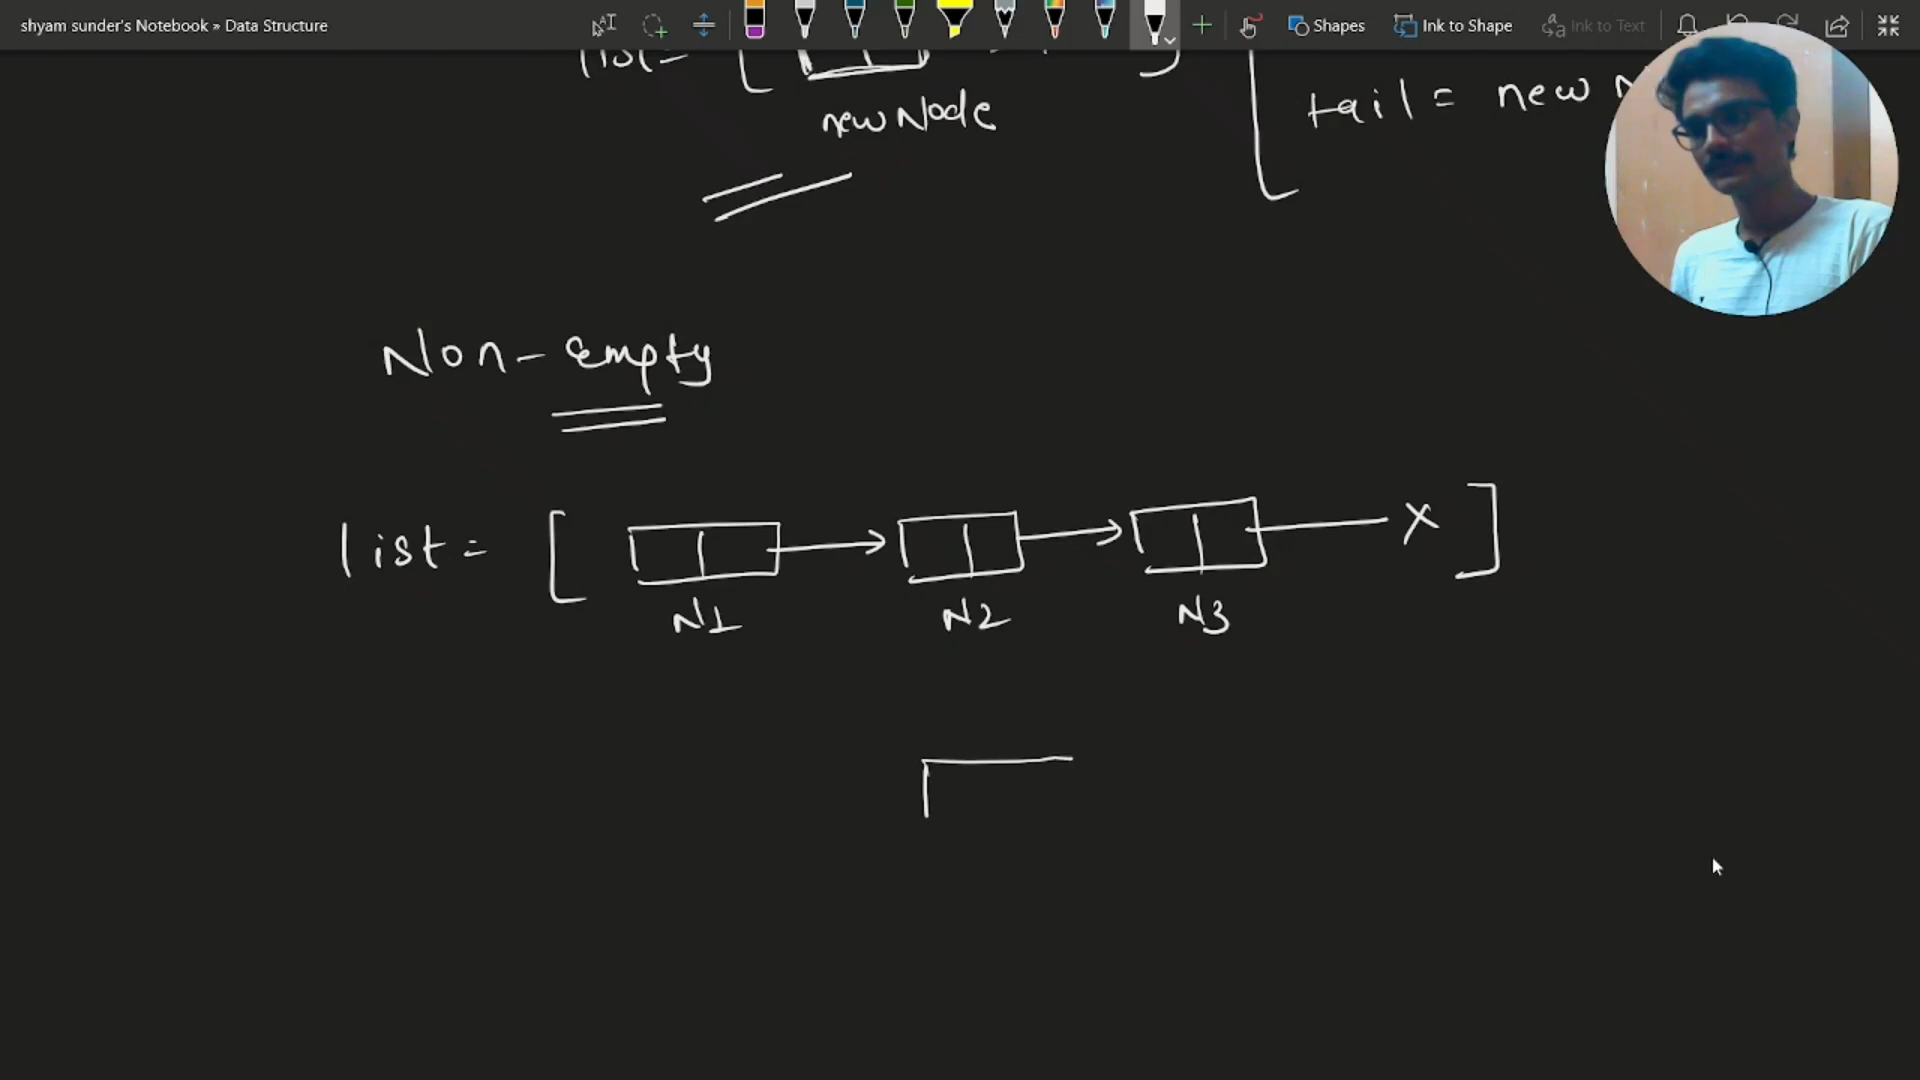 shyam sunder's Notebook » Data Structure
Shapes
Ink to Shape
Ink to Text
list=
newNode
tail= new
Non-empty
list= [ → → X ]
N1 N2 N3